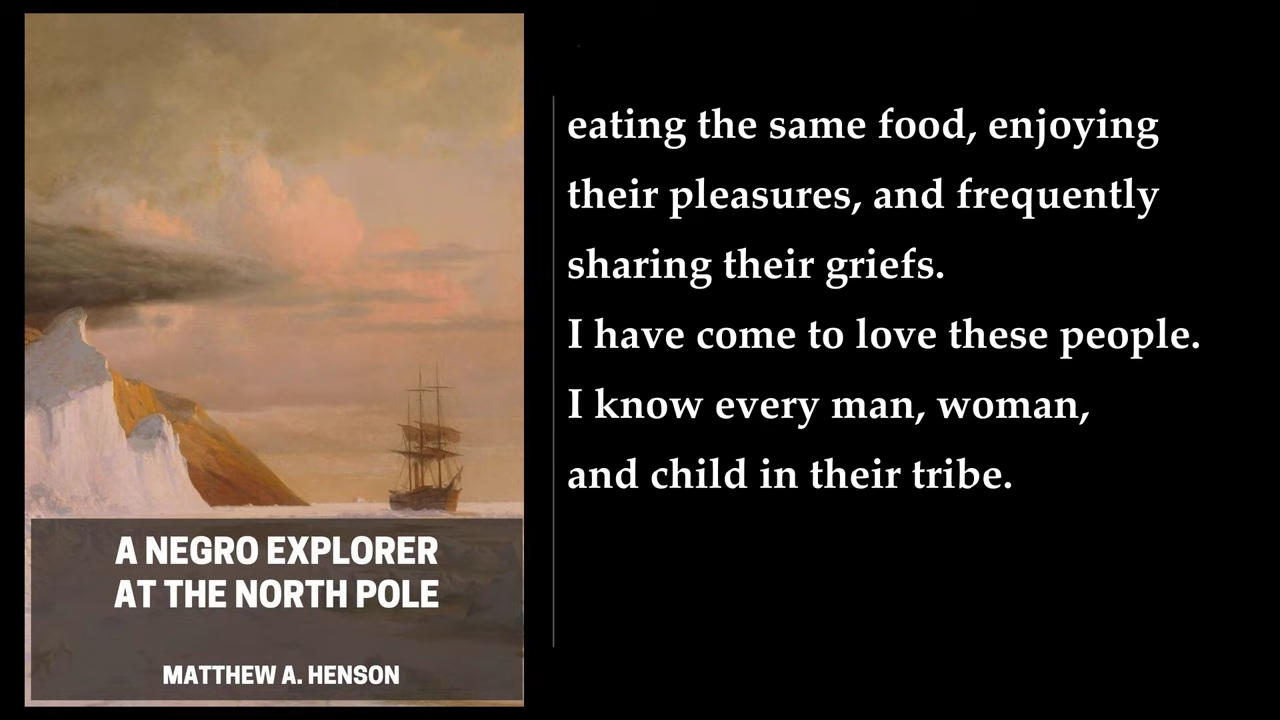 A NEGRO EXPLORER
AT THE NORTH POLE
MATTHEW A. HENSON
eating the same food, enjoying
their pleasures, and frequently
sharing their griefs.
I have come to love these people.
I know every man, woman,
and child in their tribe.